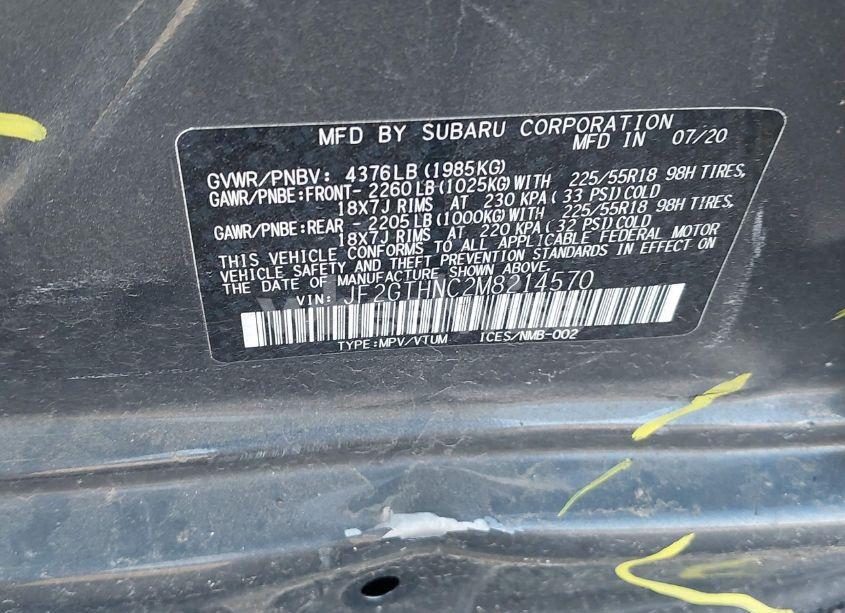 MFD BY SUBARU CORPORATION
MFD IN 07/20
GVWR/PNBV: 4376LB(1985KG)
GAWR/PNBE:FRONT- 2260LB(1025KG)WITH 225/55R18 98H TIRES,
18X7J RIMS AT 230 KPA(33 PSI)COLD
GAWR/PNBE:REAR - 2205LB(1000KG)WITH 225/55R18 98H TIRES,
18X7J RIMS AT 220 KPA(32 PSI)COLD
THIS VEHICLE CONFORMS TO ALL APPLICABLE FEDERAL MOTOR
VEHICLE SAFETY AND THEFT PREVENTION STANDARDS IN EFFECT ON
THE DATE OF MANUFACTURE SHOWN ABOVE.
VIN: JF2GTHNC2M8214570
TYPE:MPV/VTUM ICES/NMB-002